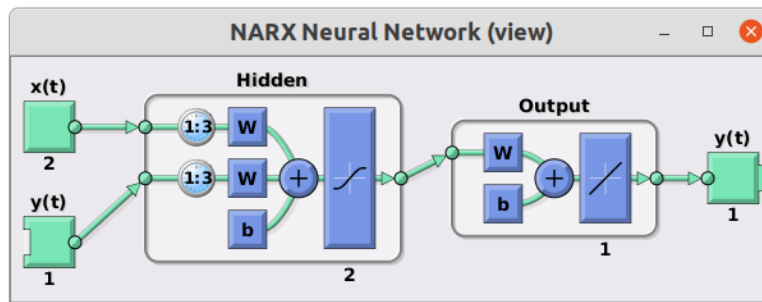 NARX Neural Network (view)
Hidden
x(t)
1:3
W
2
y(t)
1:3
W
b
1
2
Output
W
b
1
y(t)
1